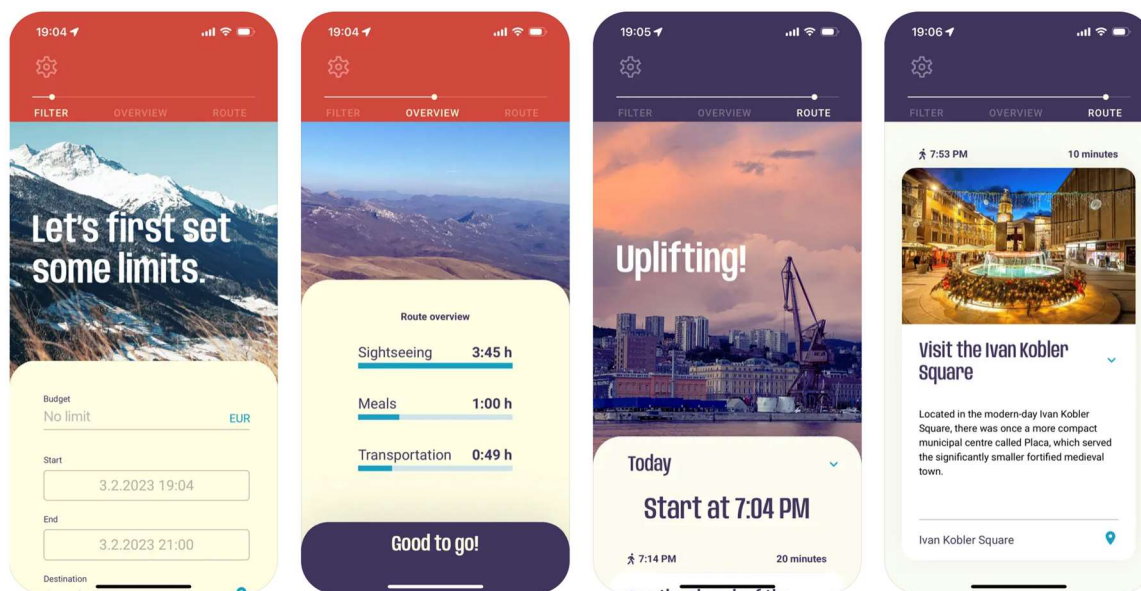 19:04
FILTER OVERVIEW ROUTE
Let's first set
some limits.
Budget
No limit EUR
Start
3.2.2023 19:04
End
3.2.2023 21:00
Destination
19:04
FILTER OVERVIEW ROUTE
Route overview
Sightseeing 3:45 h
Meals 1:00 h
Transportation 0:49 h
Good to go!
19:05
FILTER OVERVIEW ROUTE
Uplifting!
Today
Start at 7:04 PM
7:14 PM 20 minutes
19:06
FILTER OVERVIEW ROUTE
7:53 PM 10 minutes
Visit the Ivan Kobler
Square
Located in the modern-day Ivan Kobler
Square, there was once a more compact
municipal centre called Placa, which served
the significantly smaller fortified medieval
town.
Ivan Kobler Square